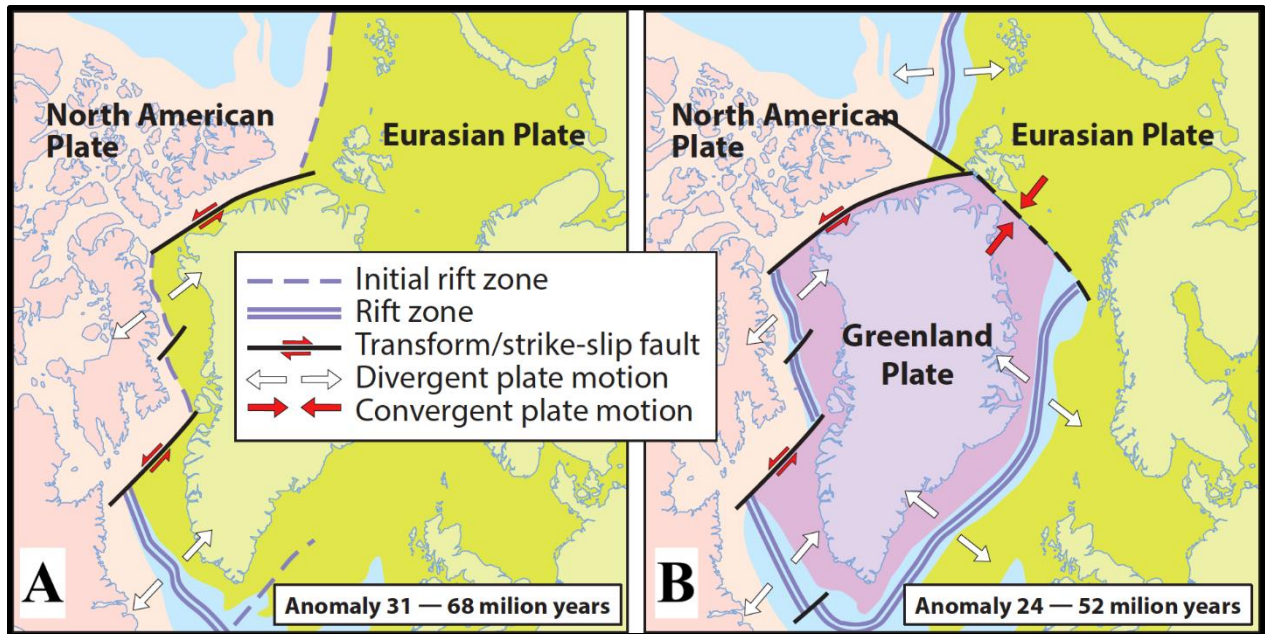 North American
Plate
Eurasian Plate
Initial rift zone
Rift zone
Transform/strike-slip fault
Divergent plate motion
Convergent plate motion
A
Anomaly 31 — 68 milion years
North American
Plate
Eurasian Plate
Greenland
Plate
B
Anomaly 24 — 52 milion years